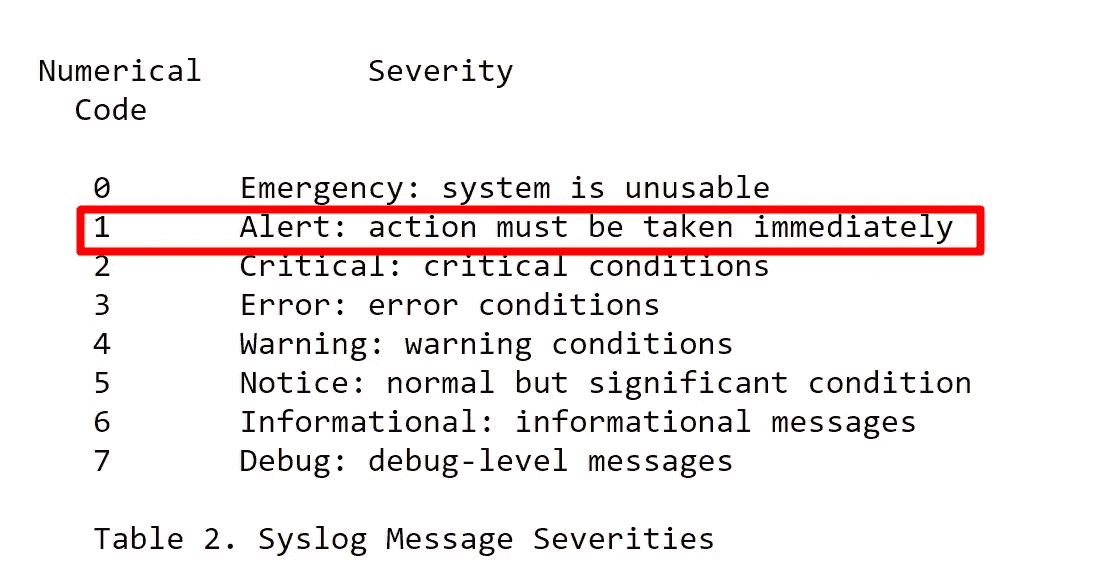 Numerical Severity
Code
0 Emergency: system is unusable
1 Alert: action must be taken immediately
2 Critical: critical conditions
3 Error: error conditions
4 Warning: warning conditions
5 Notice: normal but significant condition
6 Informational: informational messages
7 Debug: debug-level messages
Table 2. Syslog Message Severities